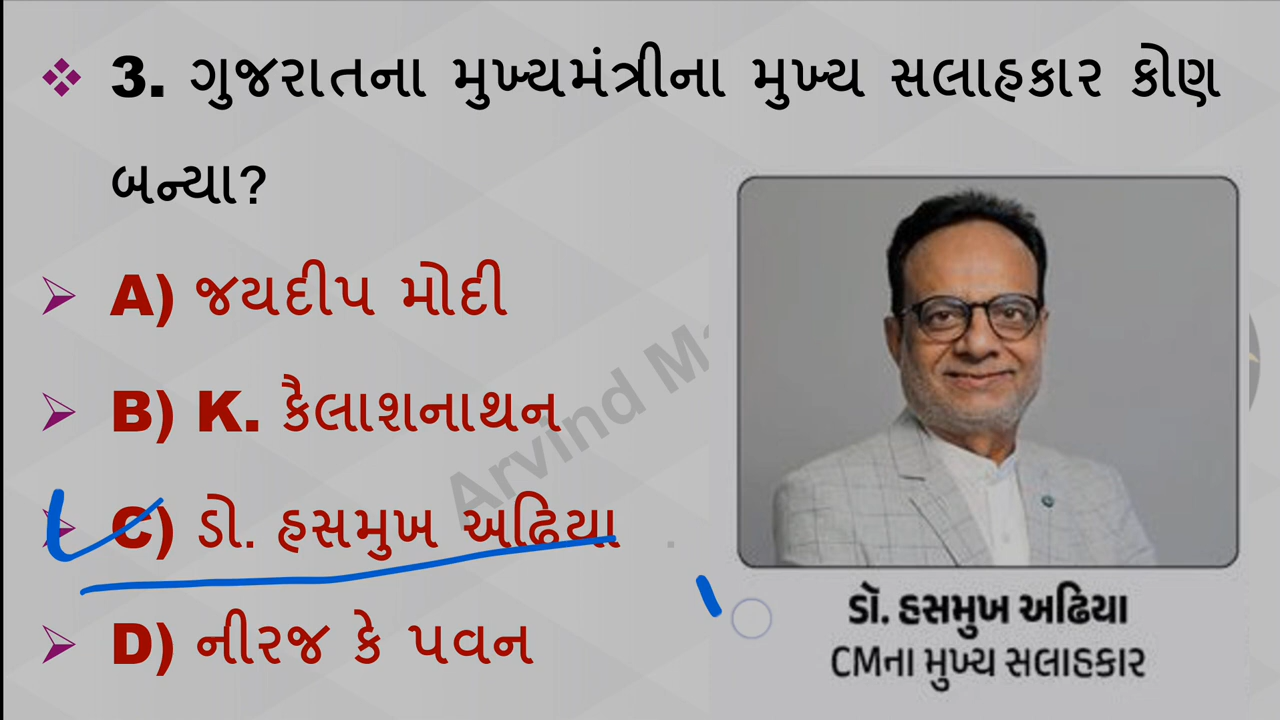 ❖ 3. ગુજરાતના મુખ્યમંત્રીના મુખ્ય સલાહકાર કોણ
બન્યા?
➢ A) જયદીપ મોદી
➢ B) K. કૈલાશનાથન
➢ C) ડો. હસમુખ અઢિયા
➢ D) નીરજ કે પવન
Arvind
ડૉ. હસમુખ અઢિયા
CMના મુખ્ય સલાહકાર